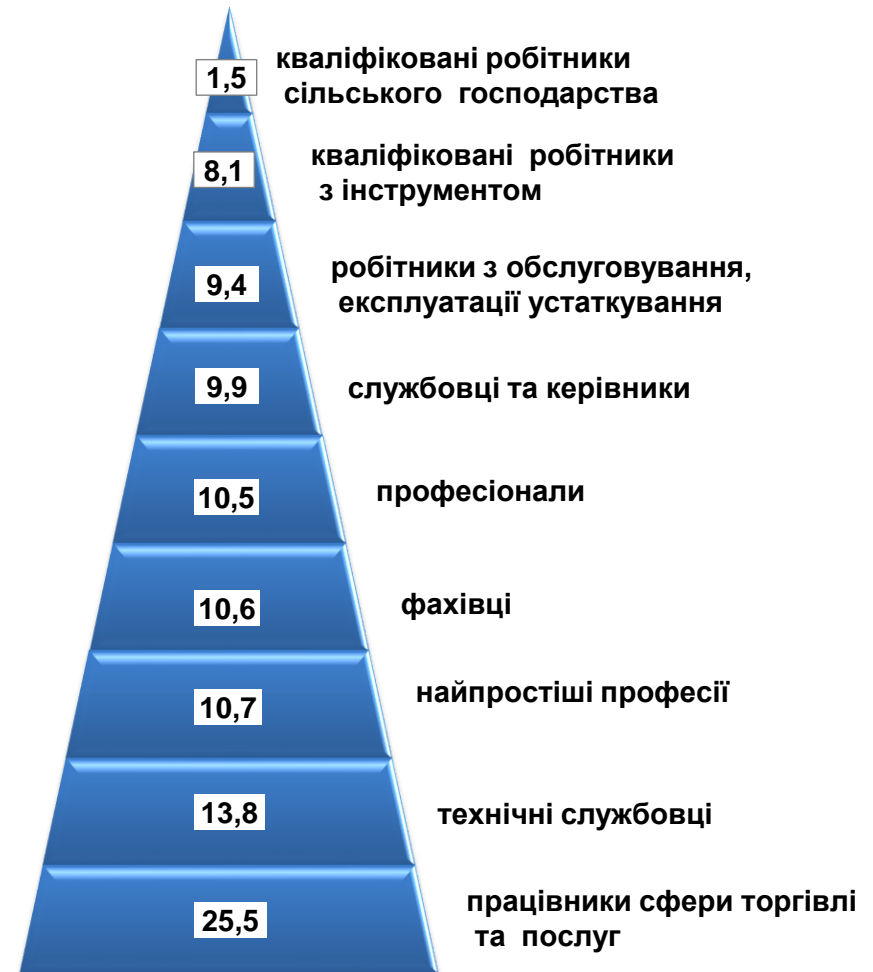 кваліфіковані робітники
1,5
сільського господарства
кваліфіковані робітники
8,1
з інструментом
робітники з обслуговування,
9,4
експлуатації устаткування
9,9
службовці та керівники
10,5
професіонали
10,6
фахівці
10,7
найпростіші професії
13,8
технічні службовці
25,5
працівники сфери торгівлі
та послуг